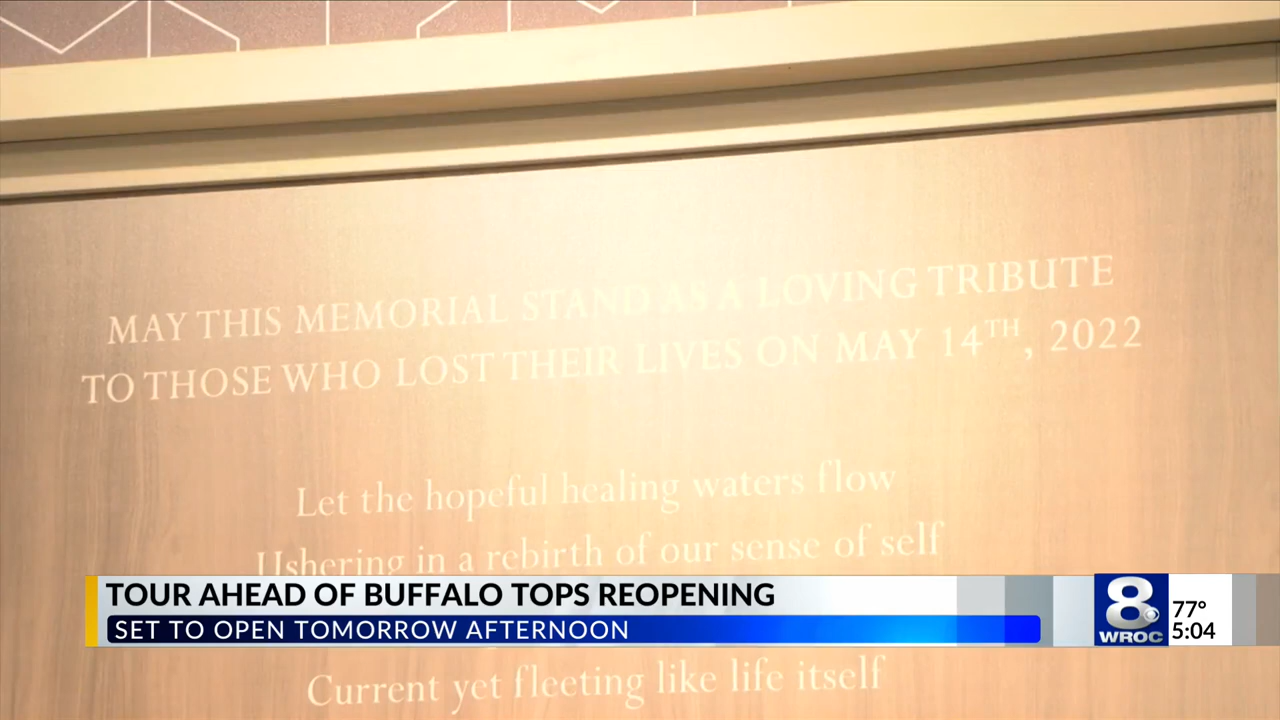 MAY THIS MEMORIAL STAND AS A LOVING TRIBUTE
TO THOSE WHO LOST THEIR LIVES ON MAY 14TH, 2022
Let the hopeful healing waters flow
Ushering in a rebirth of our sense of self
TOUR AHEAD OF BUFFALO TOPS REOPENING
SET TO OPEN TOMORROW AFTERNOON
8
WROC
77°
5:04
Current yet fleeting like life itself